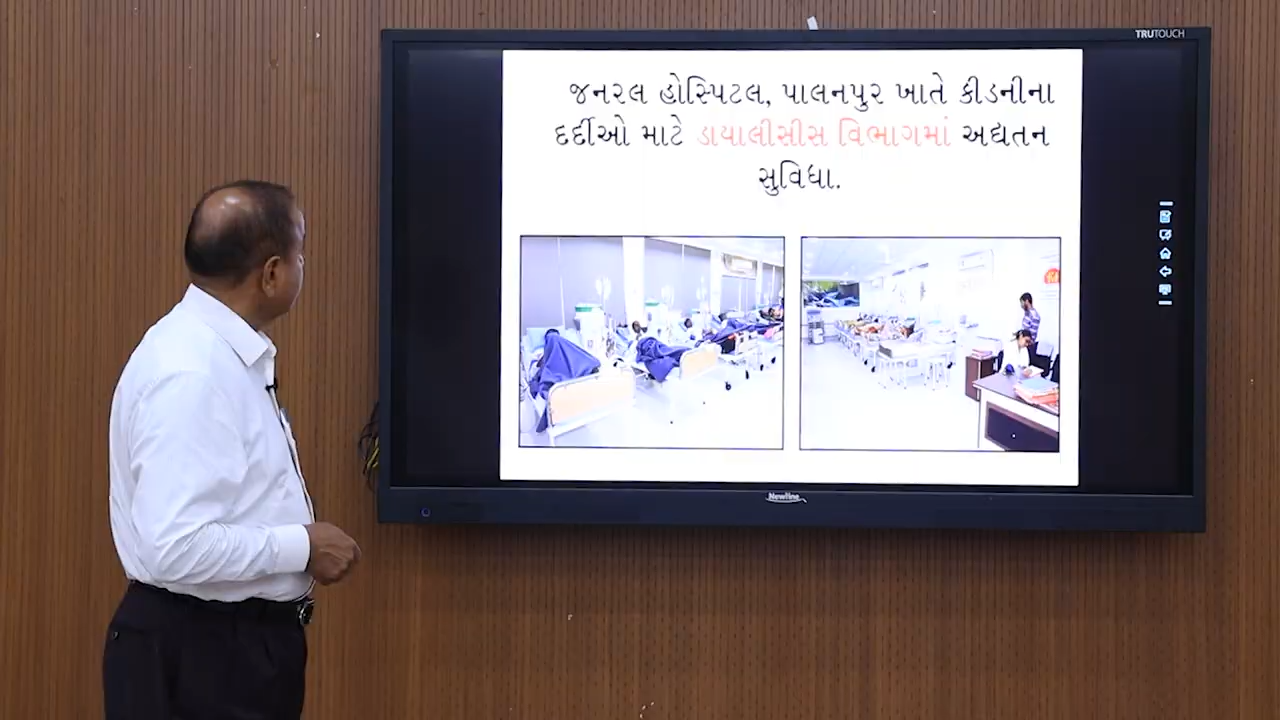 TRUTOUCH
જનરલ હોસ્પિટલ, પાલનપુર ખાતે કીડનીના
દર્દીઓ માટે ડાયાલીસીસ વિભાગમાં અદ્યતન
સુવિધા.
Newline